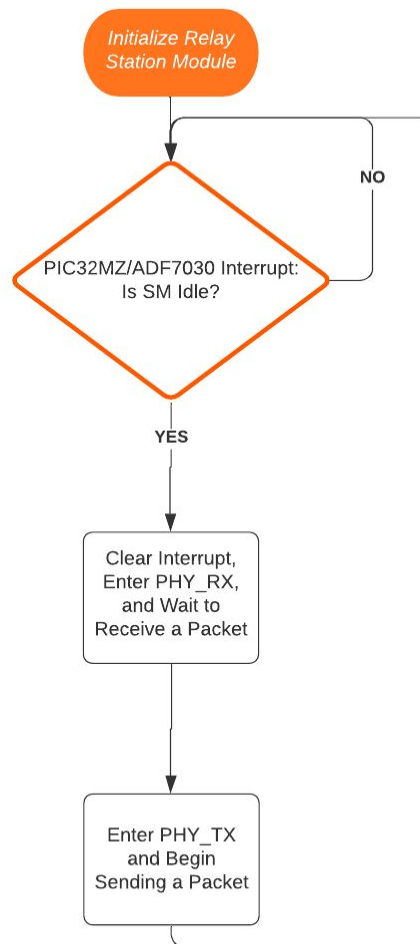 Initialize Relay
Station Module
NO
PIC32MZ/ADF7030 Interrupt:
Is SM Idle?
YES
Clear Interrupt,
Enter PHY_RX,
and Wait to
Receive a Packet
Enter PHY_TX
and Begin
Sending a Packet